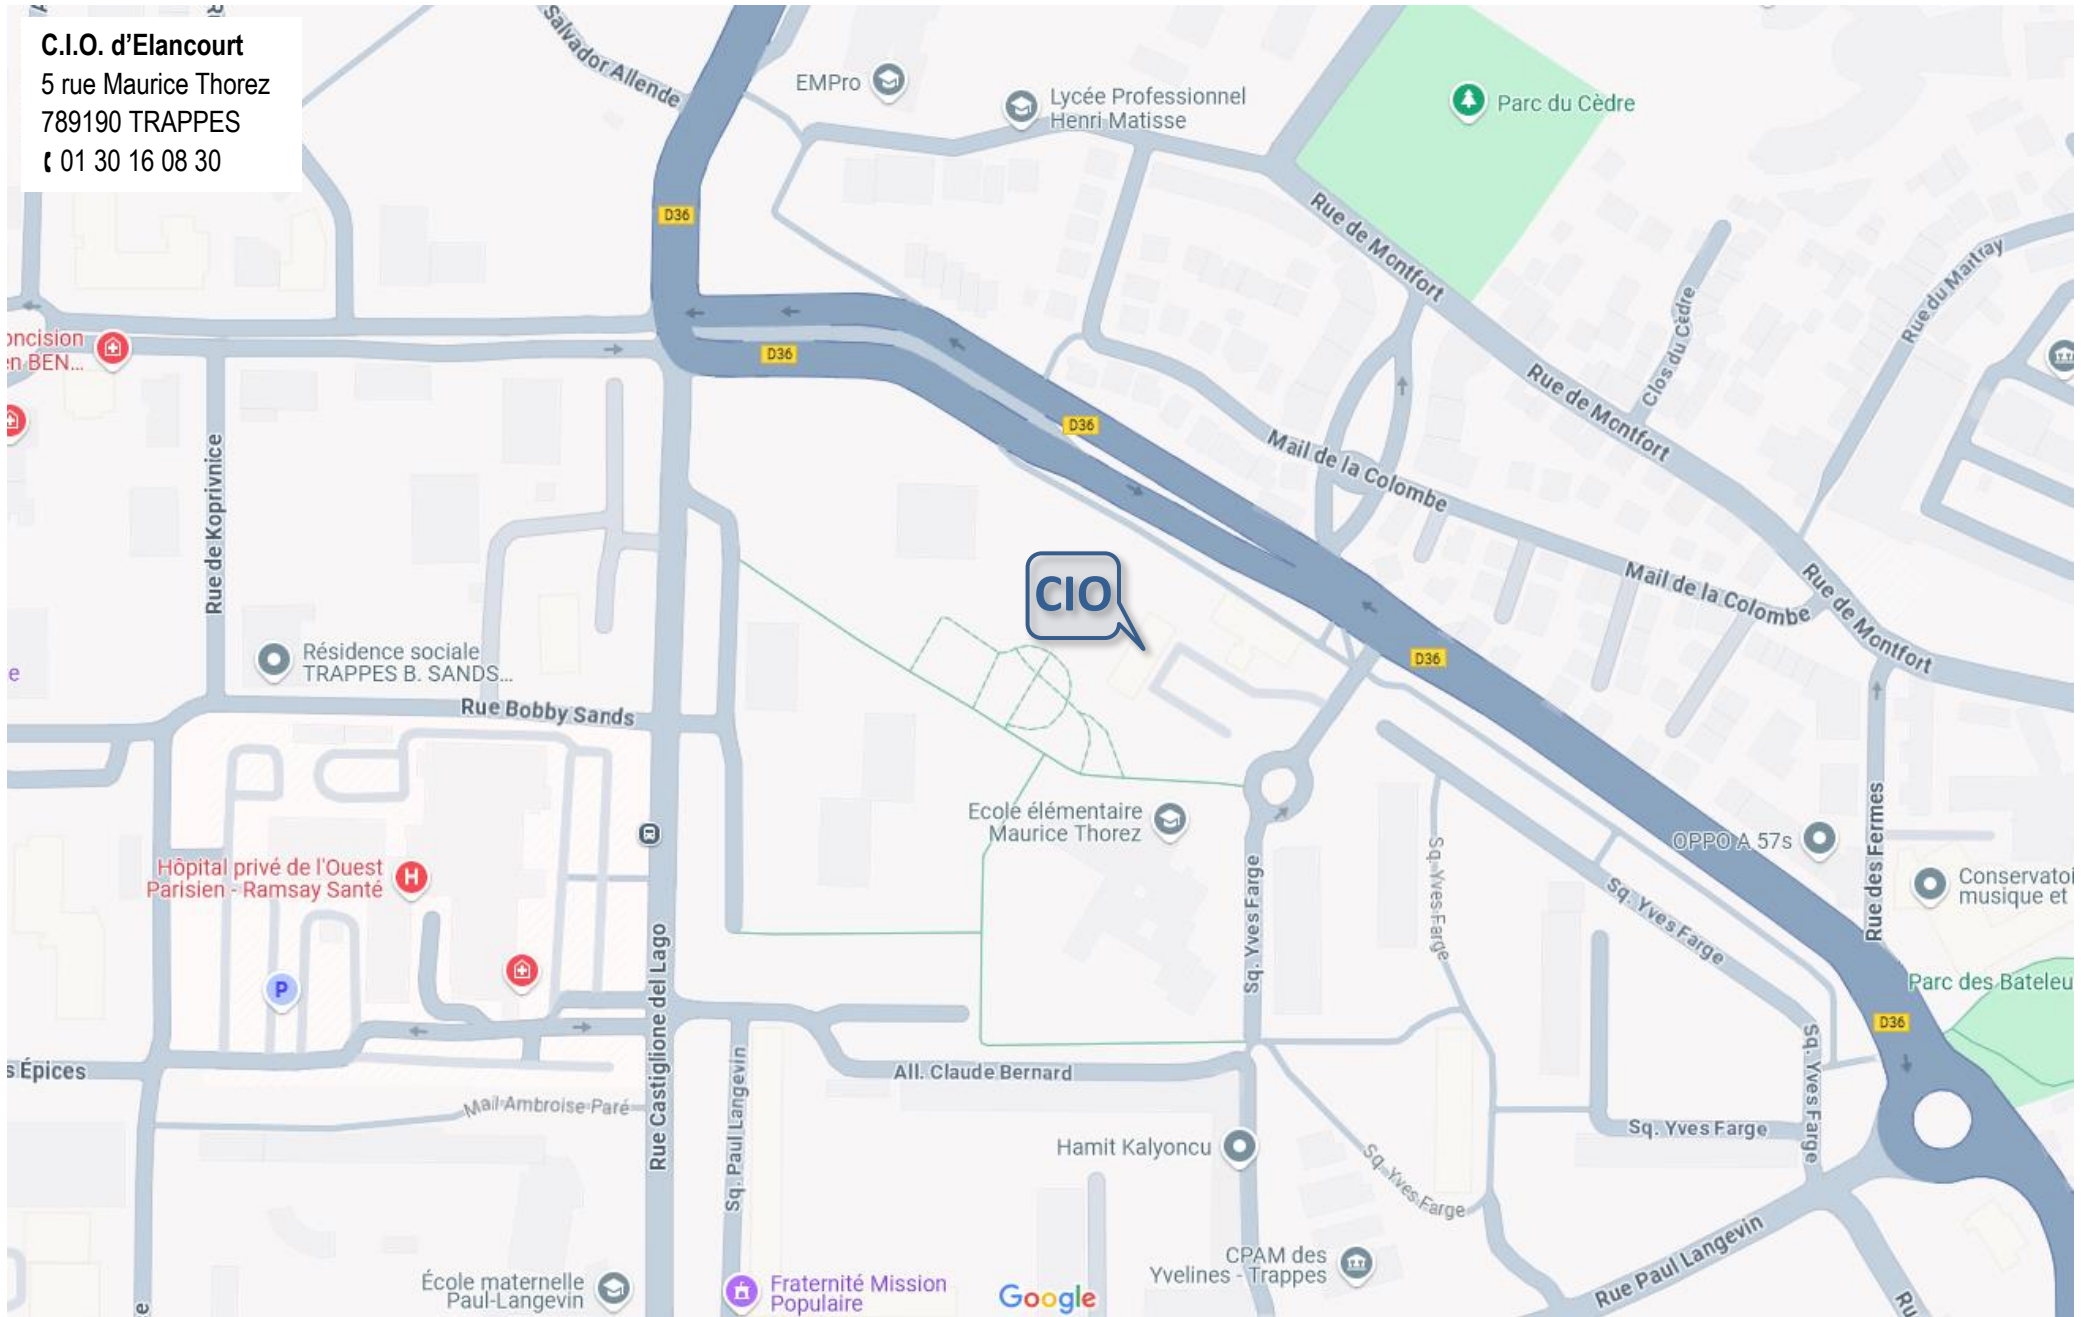 C.I.O. d’Elancourt
5 rue Maurice Thorez
789190 TRAPPES
01 30 16 08 30
Salvador Allende
EMPro
Lycée Professionnel
Henri Matisse
Parc du Cèdre
D36
Rue de Montfort
Rue du Martray
Clos du Cèdre
oncision
en BEN...
D36
D36
Rue de Montfort
Mail de la Colombe
Rue de Koprivnice
CIO
Mail de la Colombe
Rue de Montfort
D36
Résidence sociale
TRAPPES B. SANDS...
e
Rue Bobby Sands
Ecole élémentaire
Maurice Thorez
OPPO A 57s
Rue des Fermes
Hôpital privé de l'Ouest
Parisien - Ramsay Santé
H
Sq. Yves Farge
Sq. Yves Farge
Sq. Yves Farge
Conservatoi
musique et
P
Rue Castiglione del Lago
Parc des Bateleu
D36
s Épices
All. Claude Bernard
Sq. Yves Farge
Mail Ambroise Paré
Sq. Paul Langevin
Hamit Kalyoncu
Sq. Yves Farge
Sq. Yves Farge
CPAM des
Yvelines - Trappes
Rue Paul Langevin
École maternelle
Paul-Langevin
Fraternité Mission
Populaire
Google
Ru
e